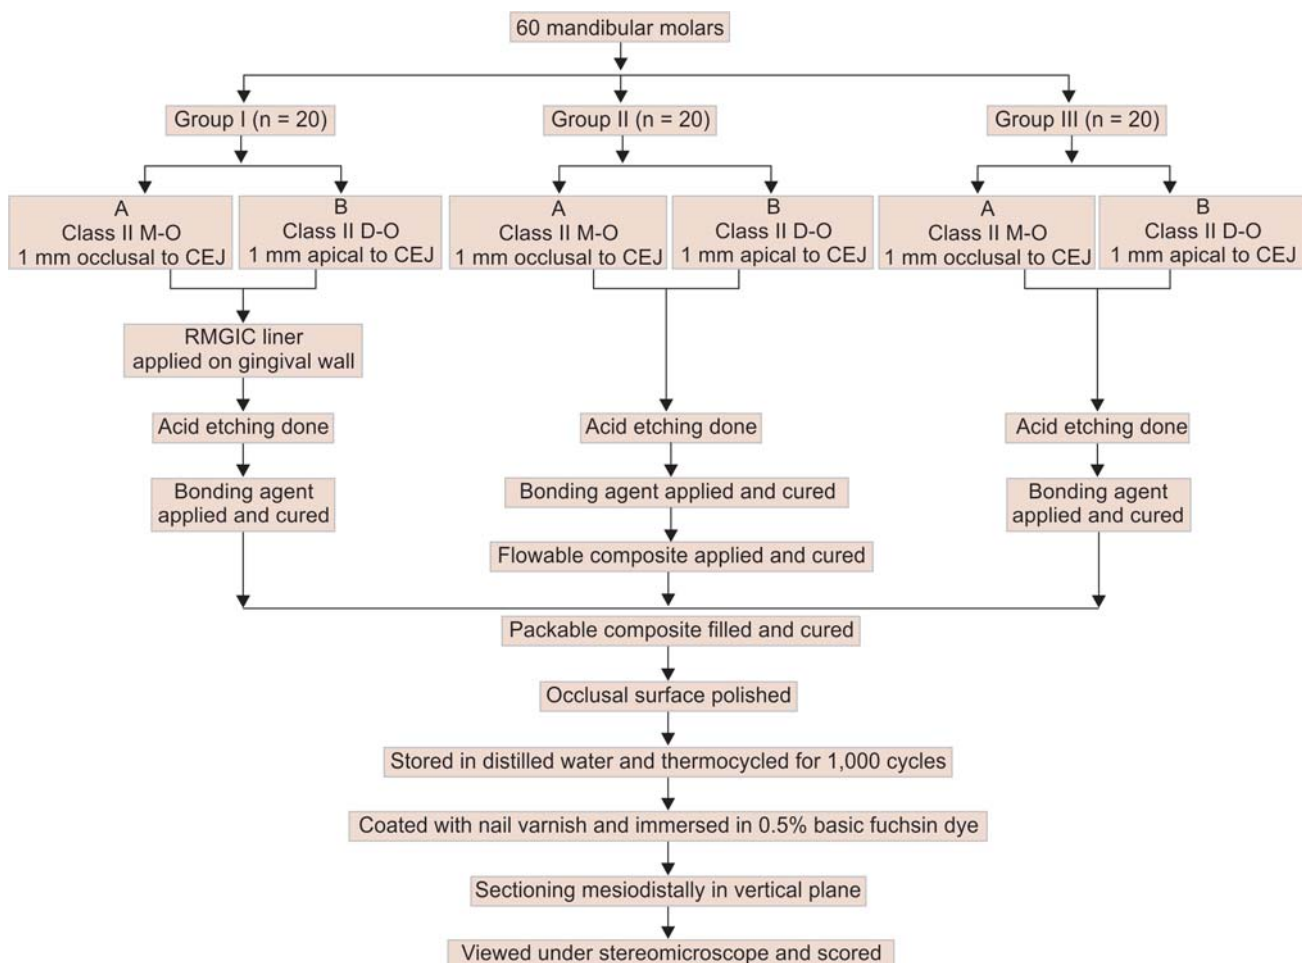 60 mandibular molars
Group I (n = 20)
Group II (n = 20)
Group III (n = 20)
A
Class II M-O
1 mm occlusal to CEJ
B
Class II D-O
1 mm apical to CEJ
A
Class II M-O
1 mm occlusal to CEJ
B
Class II D-O
1 mm apical to CEJ
A
Class II M-O
1 mm occlusal to CEJ
B
Class II D-O
1 mm apical to CEJ
RMGIC liner
applied on gingival wall
Acid etching done
Acid etching done
Acid etching done
Bonding agent
applied and cured
Bonding agent applied and cured
Bonding agent
applied and cured
Flowable composite applied and cured
Packable composite filled and cured
Occlusal surface polished
Stored in distilled water and thermocycled for 1,000 cycles
Coated with nail varnish and immersed in 0.5% basic fuchsin dye
Sectioning mesiodistally in vertical plane
Viewed under stereomicroscope and scored